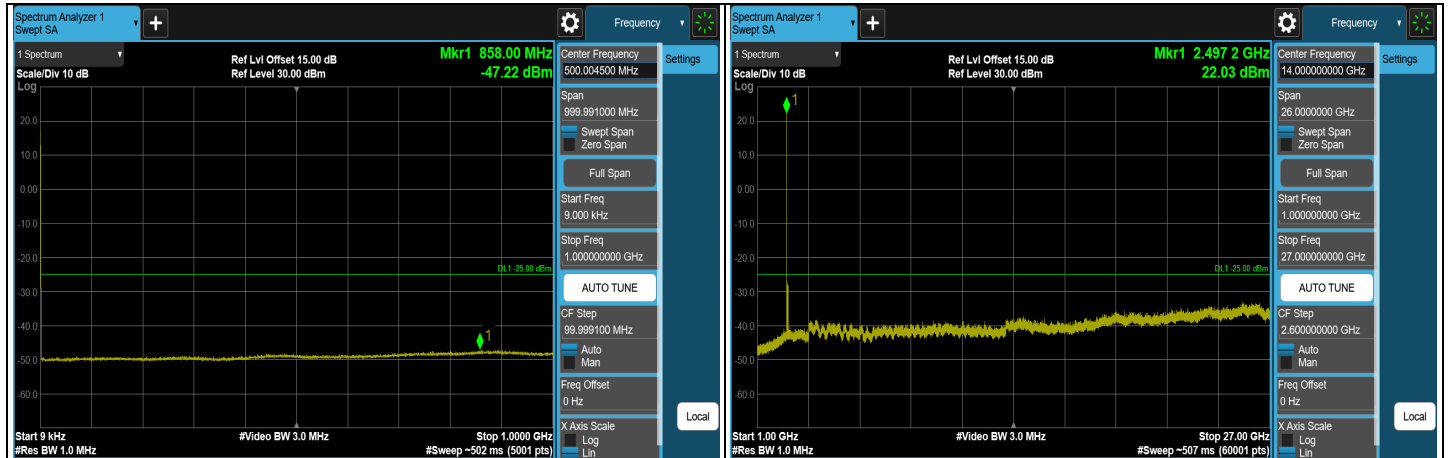 Spectrum Analyzer 1
Swept SA
+
Frequency
1 Spectrum
Scale/Div 10 dB
Log
Ref Lvl Offset 15.00 dB
Ref Level 30.00 dBm
Mkr1 858.00 MHz
-47.22 dBm
20.0
10.0
0.00
-10.0
-20.0
-30.0
-40.0
-50.0
-60.0
DL1 -25.00 dBm
1
Start 9 kHz
#Res BW 1.0 MHz
#Video BW 3.0 MHz
Stop 1.0000 GHz
#Sweep ~502 ms (5001 pts)
Center Frequency
500.004500 MHz
Settings
Span
999.991000 MHz
Swept Span
Zero Span
Full Span
Start Freq
9.000 kHz
Stop Freq
1.000000000 GHz
AUTO TUNE
CF Step
99.999100 MHz
Auto
Man
Freq Offset
0 Hz
X Axis Scale
Log
Lin
Local
Spectrum Analyzer 1
Swept SA
+
Frequency
1 Spectrum
Scale/Div 10 dB
Log
Ref Lvl Offset 15.00 dB
Ref Level 30.00 dBm
Mkr1 2.497 2 GHz
22.03 dBm
1
20.0
10.0
0.00
-10.0
-20.0
-30.0
-40.0
-50.0
-60.0
DL1 -25.00 dBm
Start 1.00 GHz
#Res BW 1.0 MHz
#Video BW 3.0 MHz
Stop 27.00 GHz
#Sweep ~507 ms (60001 pts)
Center Frequency
14.000000000 GHz
Settings
Span
26.0000000 GHz
Swept Span
Zero Span
Full Span
Start Freq
1.000000000 GHz
Stop Freq
27.000000000 GHz
AUTO TUNE
CF Step
2.600000000 GHz
Auto
Man
Freq Offset
0 Hz
X Axis Scale
Log
Lin
Local